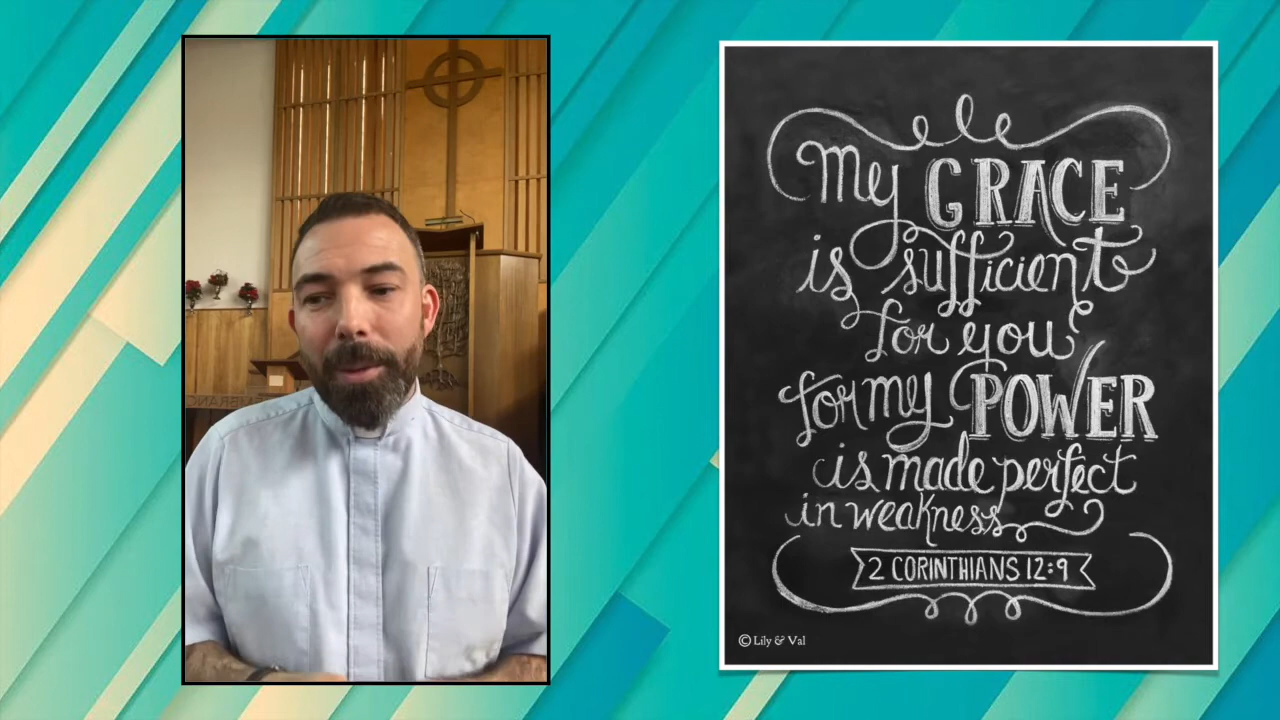 My GRACE
is sufficient
for you
for my POWER
is made perfect
in weakness
2 CORINTHIANS 12:9
© Lily & Val